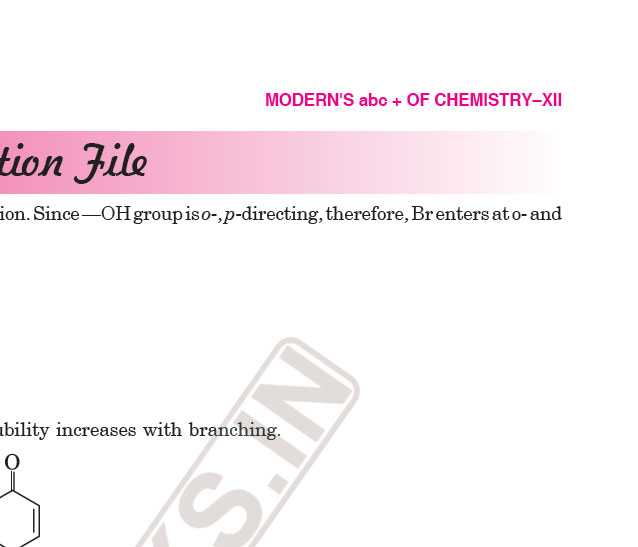 MODERN'S abc + OF CHEMISTRY–XII
tion File
ion. Since —OH group is o-, p-directing, therefore, Br enters at o- and
ubility increases with branching.
O
KS.IN